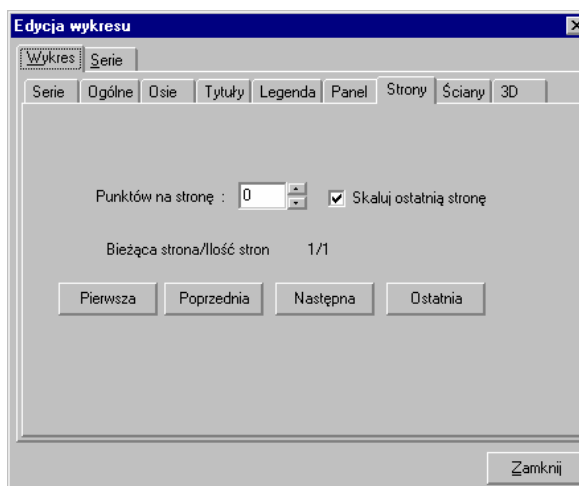 Edycja wykresu
Wykres Serie
Serie Ogólne Osie Tytuły Legenda Panel Strony Ściany 3D
Punktów na stronę : 0 Skaluj ostatnią stronę
Bieżąca strona/Ilość stron 1/1
Pierwsza Poprzednia Następna Ostatnia
Zamknij